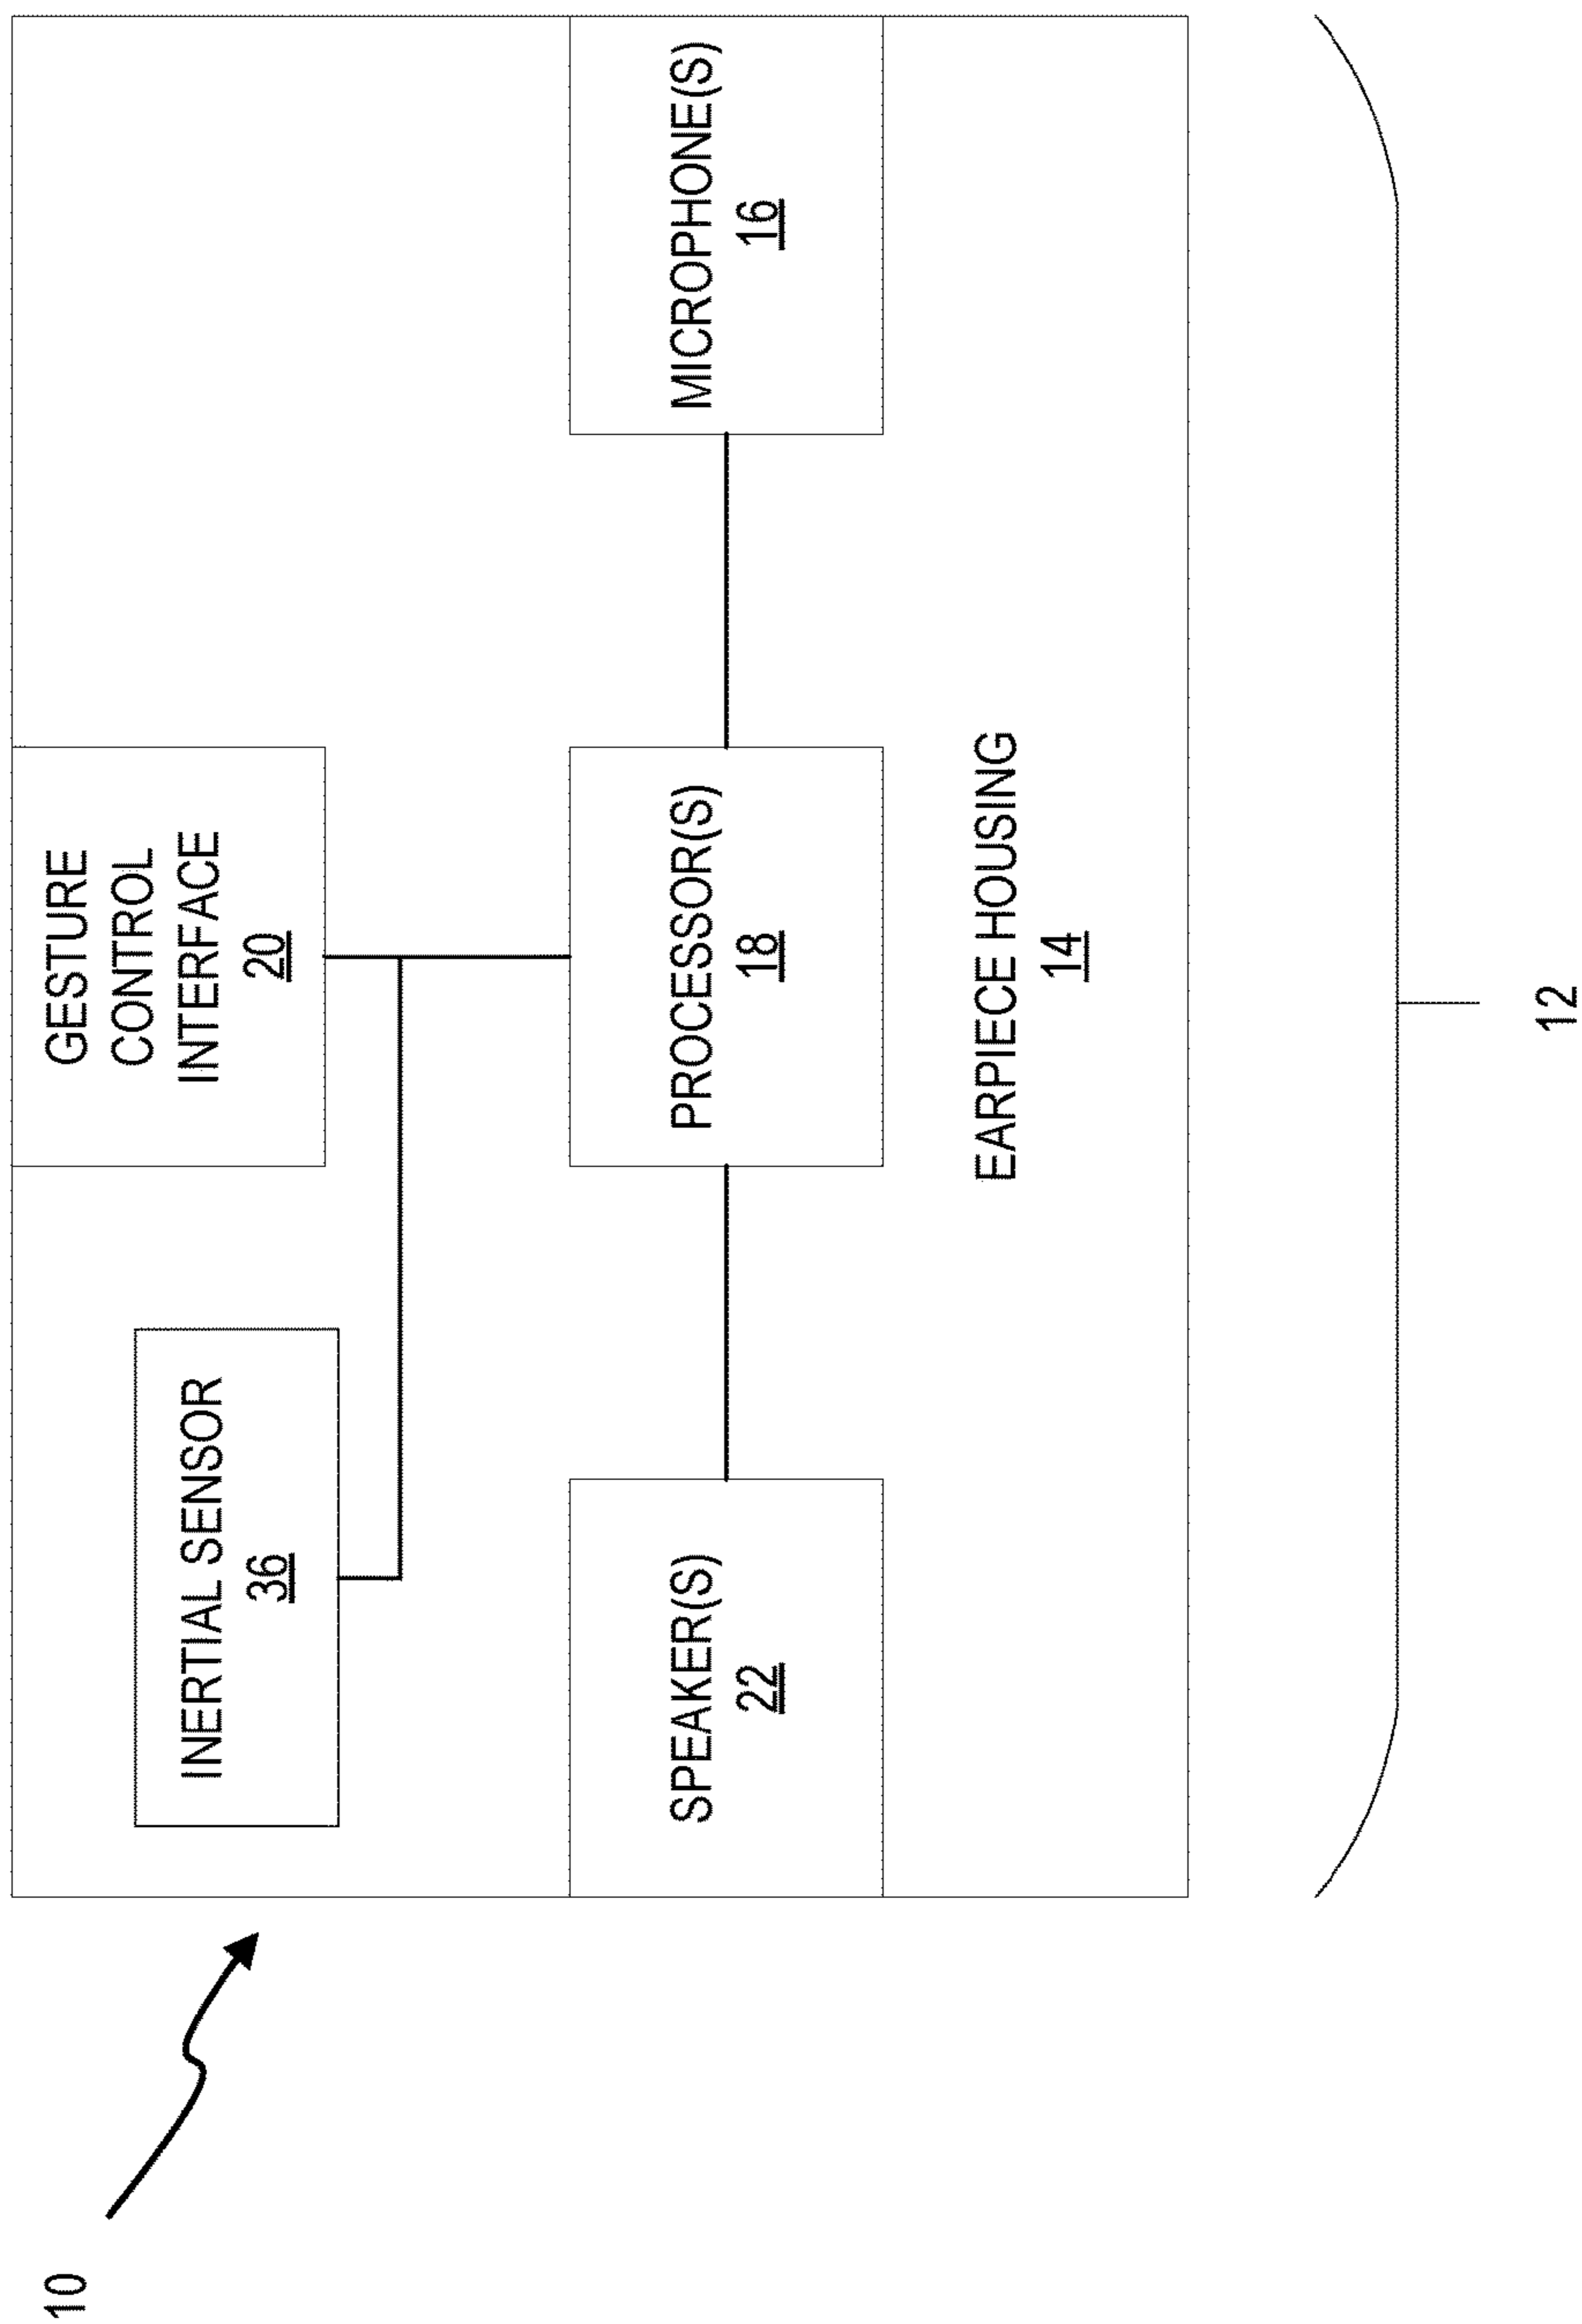 10
GESTURE
CONTROL
INTERFACE
20
INERTIAL SENSOR
36
SPEAKER(S)
22
PROCESSOR(S)
18
MICROPHONE(S)
16
EARPIECE HOUSING
14
12